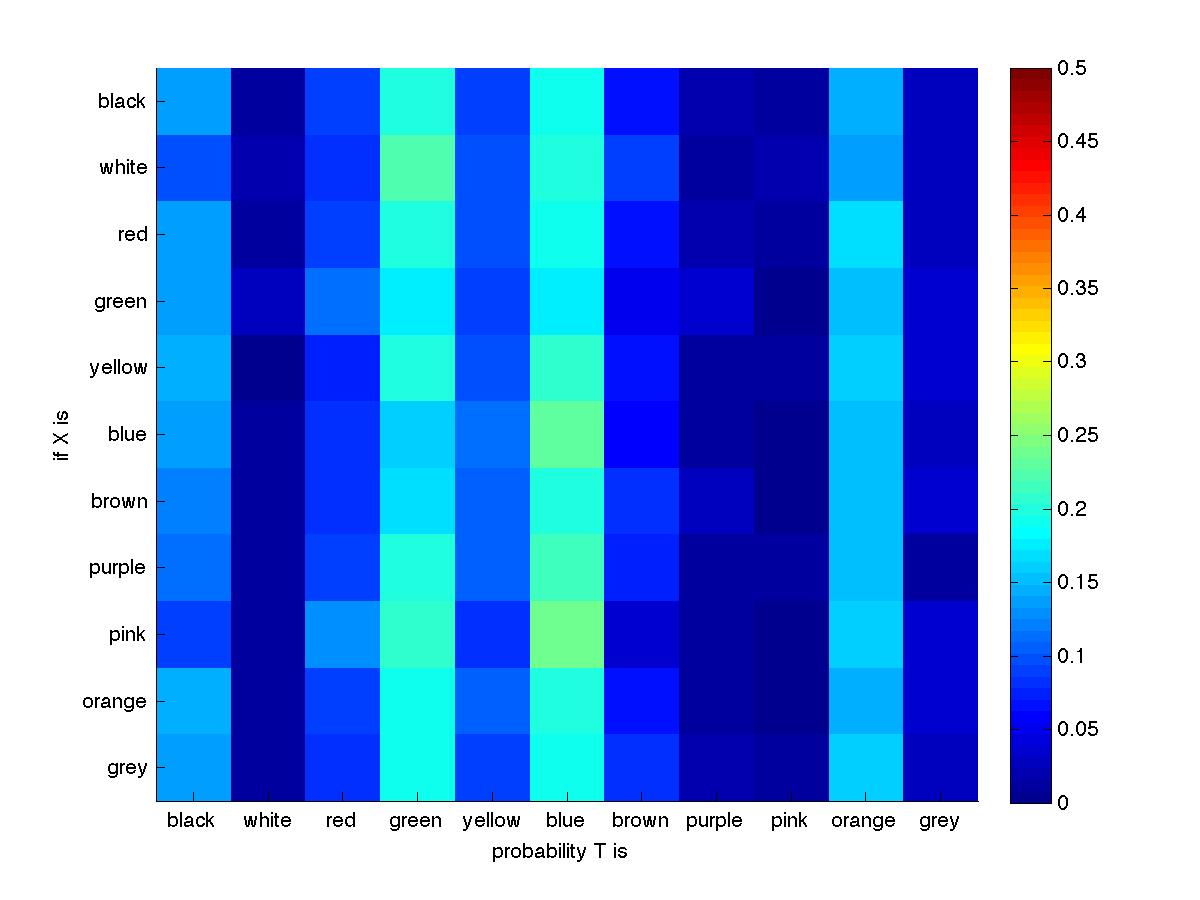 black
white
red
green
yellow
blue
brown
purple
pink
orange
grey
if X is
black white red green yellow blue brown purple pink orange grey
probability T is
0.5
0.45
0.4
0.35
0.3
0.25
0.2
0.15
0.1
0.05
0